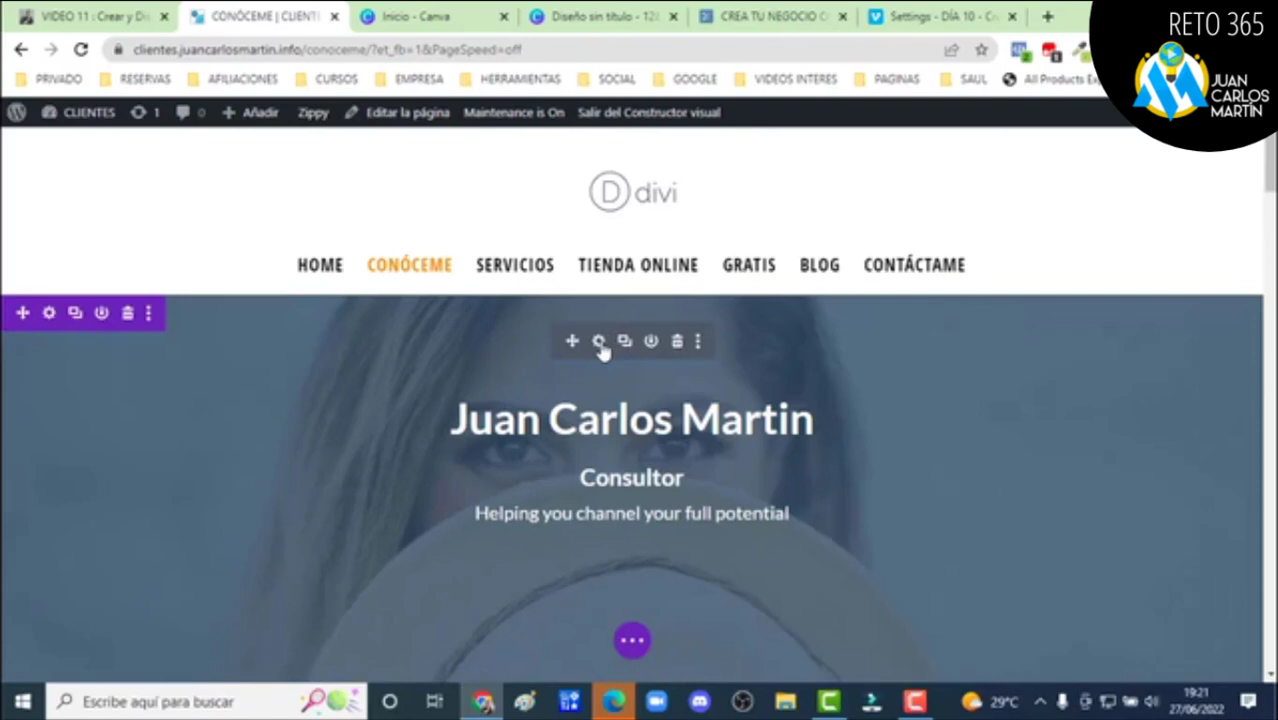 VIDEO 11 : Crear y Di
CONÓCEME | CLIENT
Inicio - Canva
Diseño sin título - 128
CREA TU NEGOCIO O
Settings - DÍA 10 - Cr
RETO 365
clientes.juancarlosmartin.info/conoceme/?et_fb=1&PageSpeed=off
JUAN
CARLOS
MARTÍN
PRIVADO
RESERVAS
AFILIACIONES
CURSOS
EMPRESA
HERRAMIENTAS
SOCIAL
GOOGLE
VIDEOS INTERES
PAGINAS
SAUL
All Products Ex
CLIENTES
1
0
Añadir
Zippy
Editar la página
Maintenance is On
Salir del Constructor visual
D divi
HOME
CONÓCEME
SERVICIOS
TIENDA ONLINE
GRATIS
BLOG
CONTÁCTAME
Juan Carlos Martin
Consultor
Helping you channel your full potential
Escribe aquí para buscar
29°C
19:21
27/06/2022